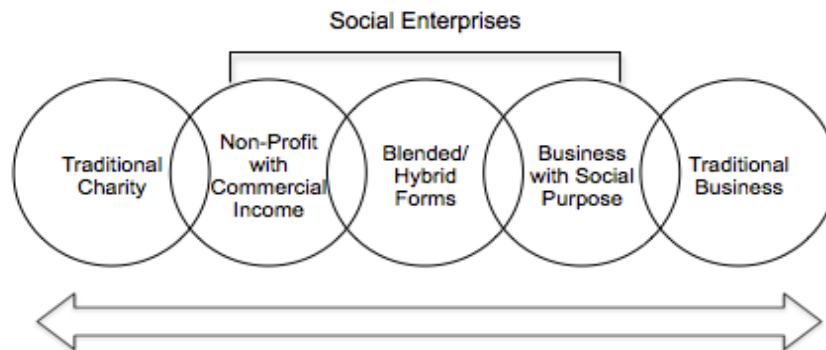 Social Enterprises
Traditional
Charity
Non-Profit
with
Commercial
Income
Blended/
Hybrid
Forms
Business
with Social
Purpose
Traditional
Business